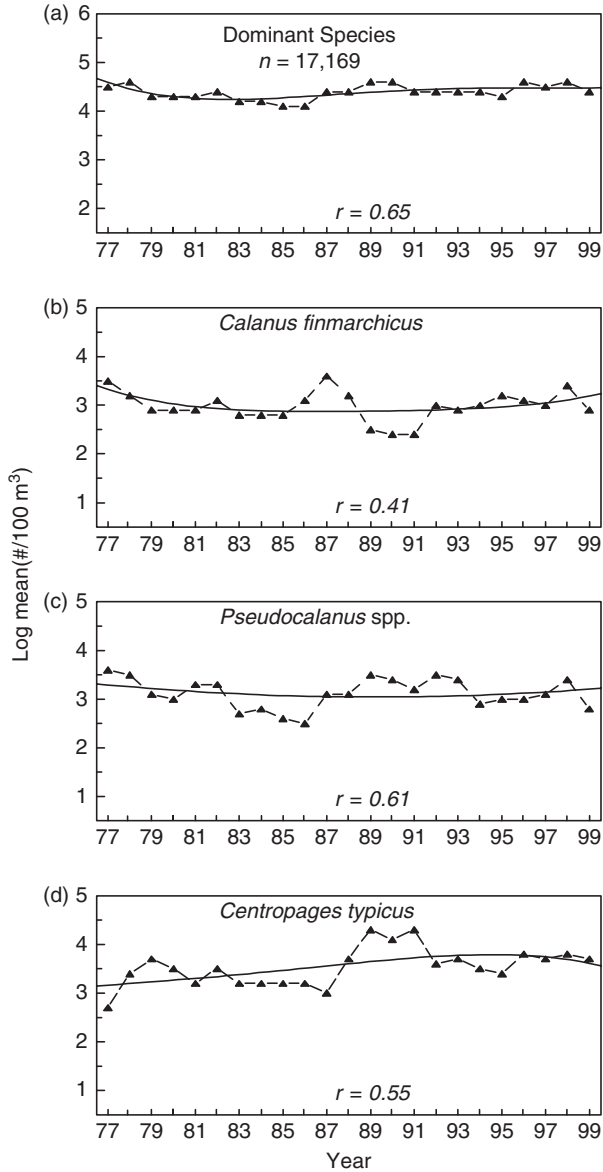 (a)
6
5
4
3
2
Dominant Species
n = 17,169
r = 0.65
77 79 81 83 85 87 89 91 93 95 97 99
(b)
5
4
3
2
1
Calanus finmarchicus
r = 0.41
77 79 81 83 85 87 89 91 93 95 97 99
Log mean(#/100 m³)
(c)
5
4
3
2
1
Pseudocalanus spp.
r = 0.61
77 79 81 83 85 87 89 91 93 95 97 99
(d)
5
4
3
2
1
Centropages typicus
r = 0.55
77 79 81 83 85 87 89 91 93 95 97 99
Year